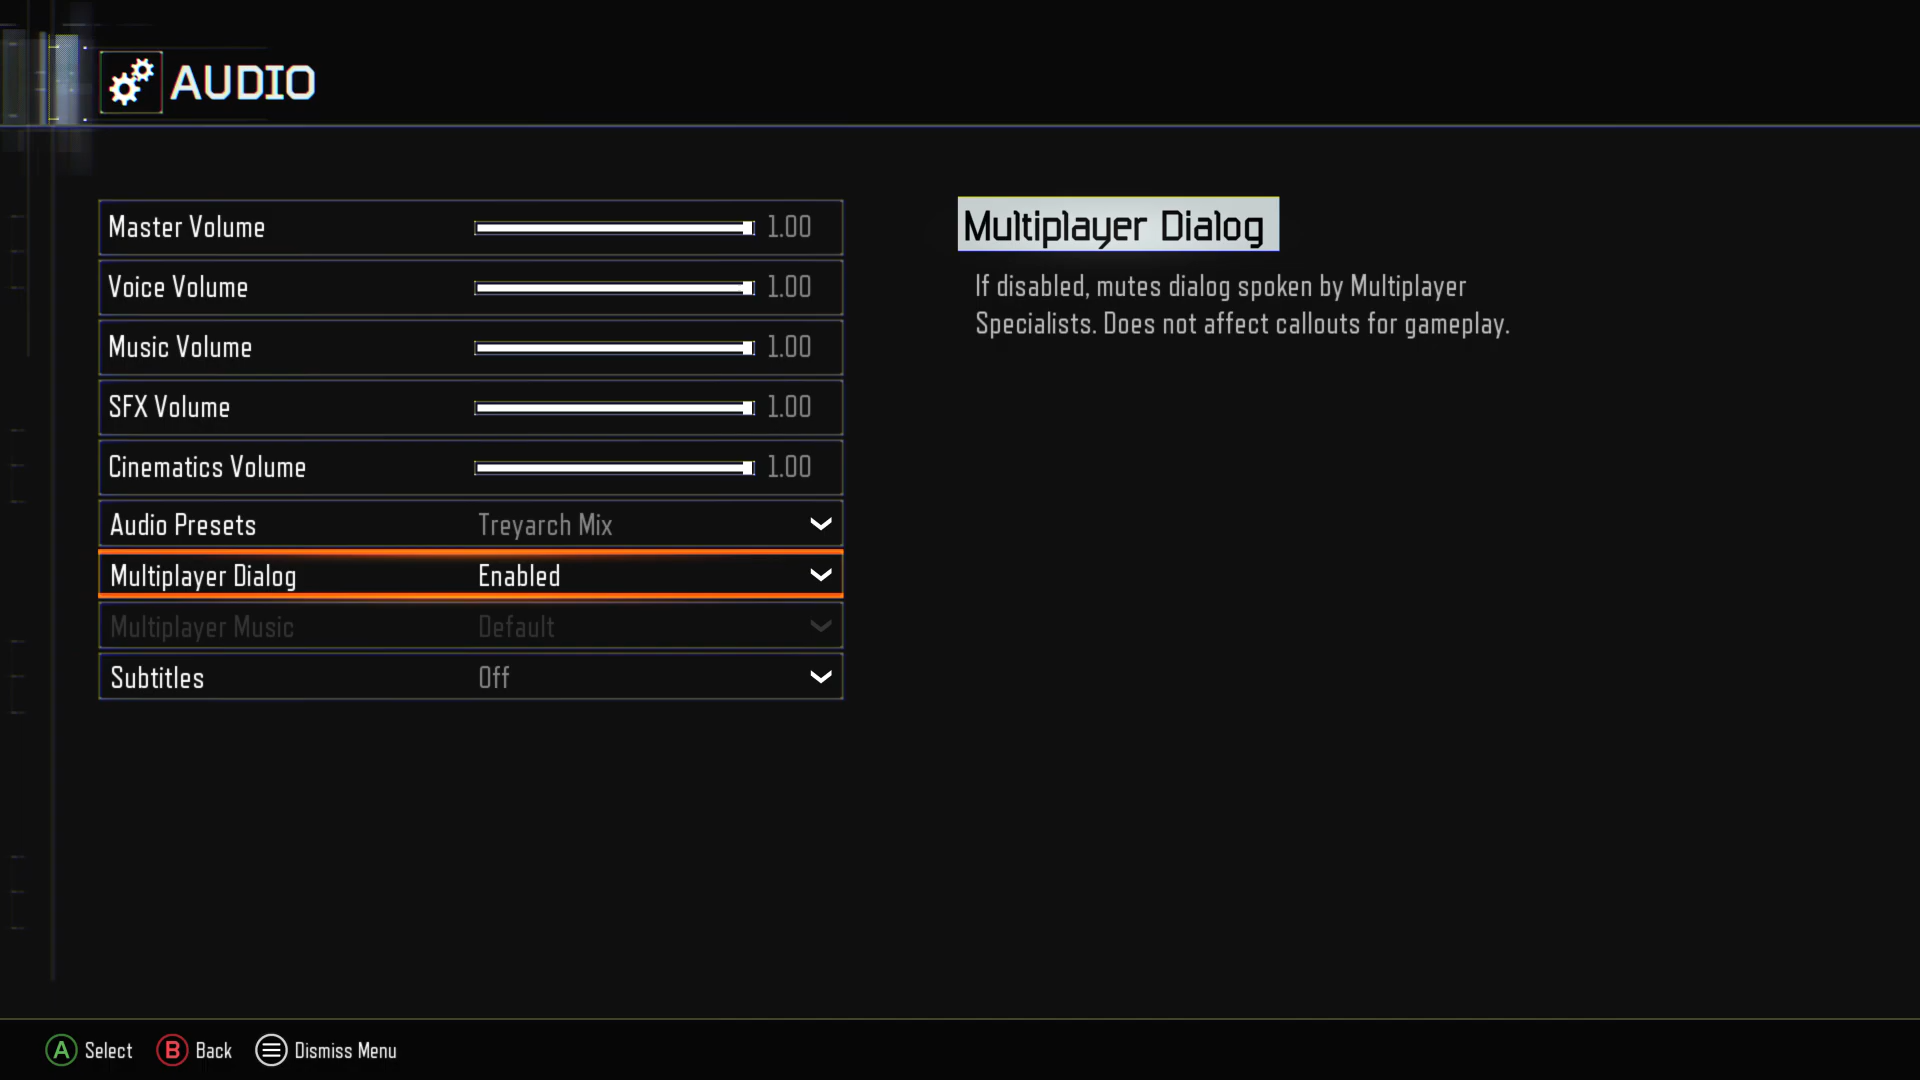 AUDIO
Master Volume 1.00
Voice Volume 1.00
Music Volume 1.00
SFX Volume 1.00
Cinematics Volume 1.00
Audio Presets Treyarch Mix
Multiplayer Dialog Enabled
Multiplayer Music Default
Subtitles Off
Multiplayer Dialog
If disabled, mutes dialog spoken by Multiplayer
Specialists. Does not affect callouts for gameplay.
A Select B Back Dismiss Menu